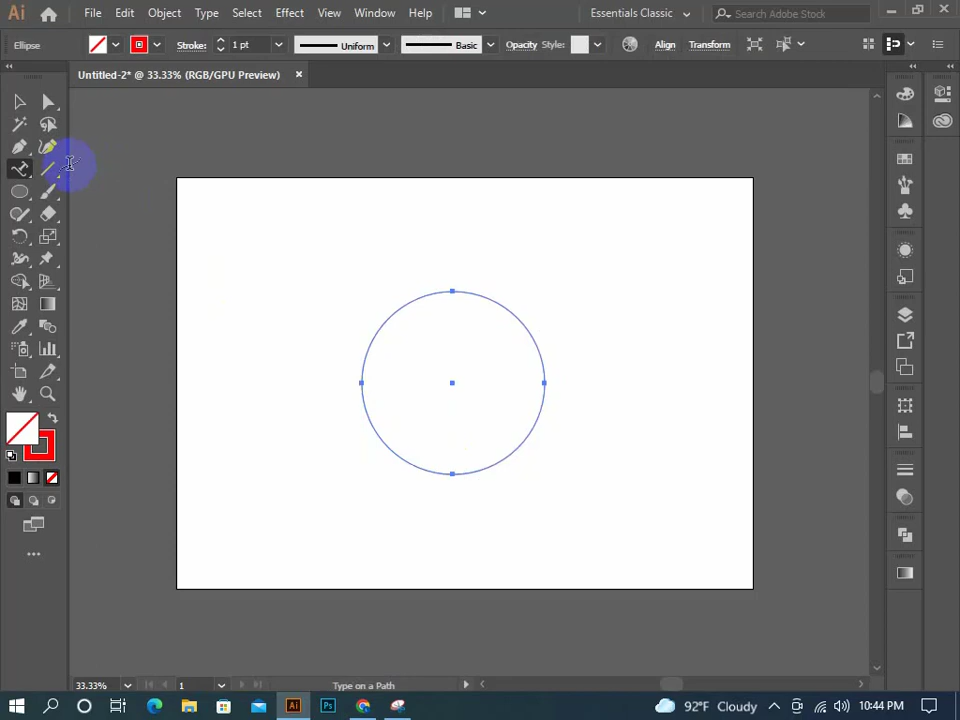 Ai File Edit Object Type Select Effect View Window Help Essentials Classic Search Adobe Stock
Ellipse Stroke: 1 pt Uniform Basic Opacity Style: Align Transform
Untitled-2* @ 33.33% (RGB/GPU Preview) ×
33.33% 1 Type on a Path
Ai Ps 92°F Cloudy 10:44 PM